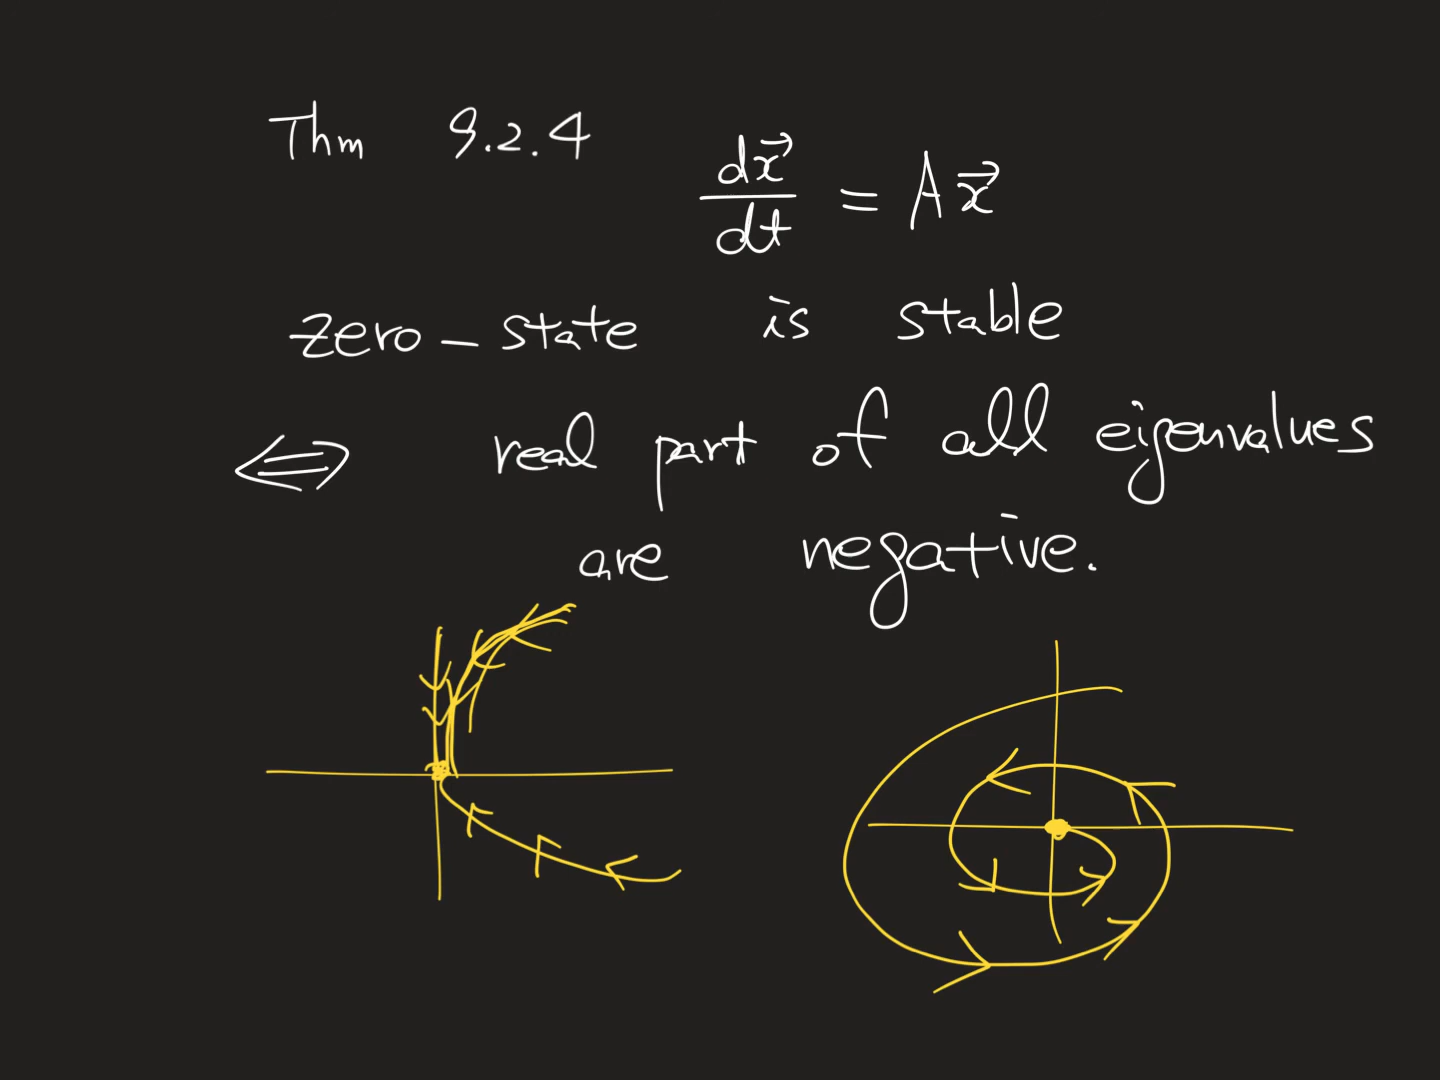 Thm 9.2.4
dx⃗/dt = Ax⃗
zero-state is stable
⟺ real part of all eigenvalues
are negative.